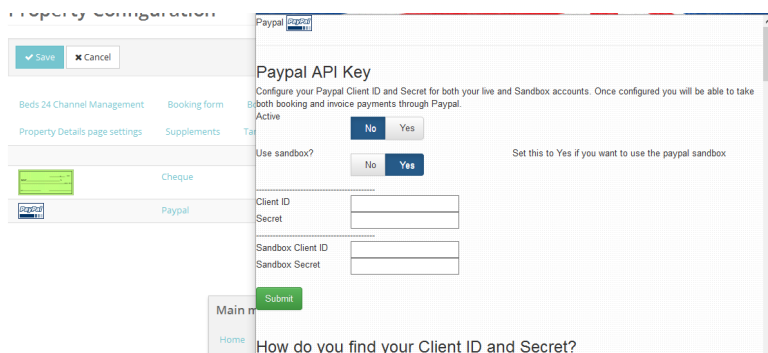 Property Configuration
Save
Cancel
Beds 24 Channel Management
Booking form
Property Details page settings
Supplements
Cheque
PayPal
Paypal
Main m
Home
Paypal PayPal
Paypal API Key
Configure your Paypal Client ID and Secret for both your live and Sandbox accounts. Once configured you will be able to take
both booking and invoice payments through Paypal.
Active
No Yes
Use sandbox?
No Yes
Set this to Yes if you want to use the paypal sandbox
Client ID
Secret
Sandbox Client ID
Sandbox Secret
Submit
How do you find your Client ID and Secret?